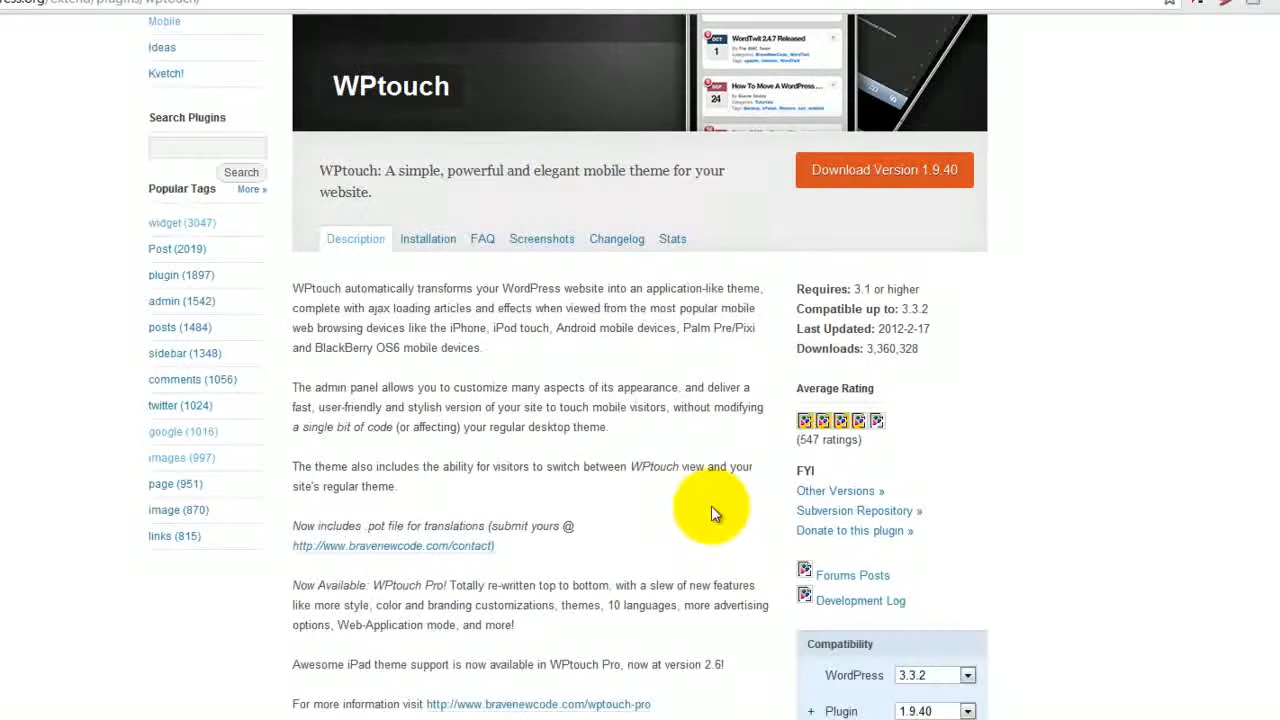 Mobile
Ideas
Kvetch!
Search Plugins
Search
Popular Tags More »
widget (3047)
Post (2019)
plugin (1897)
admin (1542)
posts (1484)
sidebar (1348)
comments (1056)
twitter (1024)
google (1016)
images (997)
page (951)
image (870)
links (815)
WPtouch
OCT
1
WordTwit 2.4.7 Released
SEP
24
How To Move A WordPress...
WPtouch: A simple, powerful and elegant mobile theme for your
website.
Download Version 1.9.40
Description Installation FAQ Screenshots Changelog Stats
WPtouch automatically transforms your WordPress website into an application-like theme,
complete with ajax loading articles and effects when viewed from the most popular mobile
web browsing devices like the iPhone, iPod touch, Android mobile devices, Palm Pre/Pixi
and BlackBerry OS6 mobile devices.
The admin panel allows you to customize many aspects of its appearance, and deliver a
fast, user-friendly and stylish version of your site to touch mobile visitors, without modifying
a single bit of code (or affecting) your regular desktop theme.
The theme also includes the ability for visitors to switch between WPtouch view and your
site's regular theme.
Now includes .pot file for translations (submit yours @
http://www.bravenewcode.com/contact)
Now Available: WPtouch Pro! Totally re-written top to bottom, with a slew of new features
like more style, color and branding customizations, themes, 10 languages, more advertising
options, Web-Application mode, and more!
Awesome iPad theme support is now available in WPtouch Pro, now at version 2.6!
For more information visit http://www.bravenewcode.com/wptouch-pro
Requires: 3.1 or higher
Compatible up to: 3.3.2
Last Updated: 2012-2-17
Downloads: 3,360,328
Average Rating
(547 ratings)
FYI
Other Versions »
Subversion Repository »
Donate to this plugin »
Forums Posts
Development Log
Compatibility
WordPress 3.3.2
+ Plugin 1.9.40